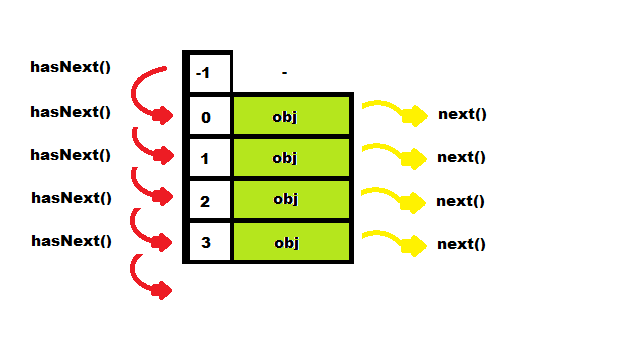 hasNext() -1 -
hasNext() 0 obj next()
hasNext() 1 obj next()
hasNext() 2 obj next()
hasNext() 3 obj next()